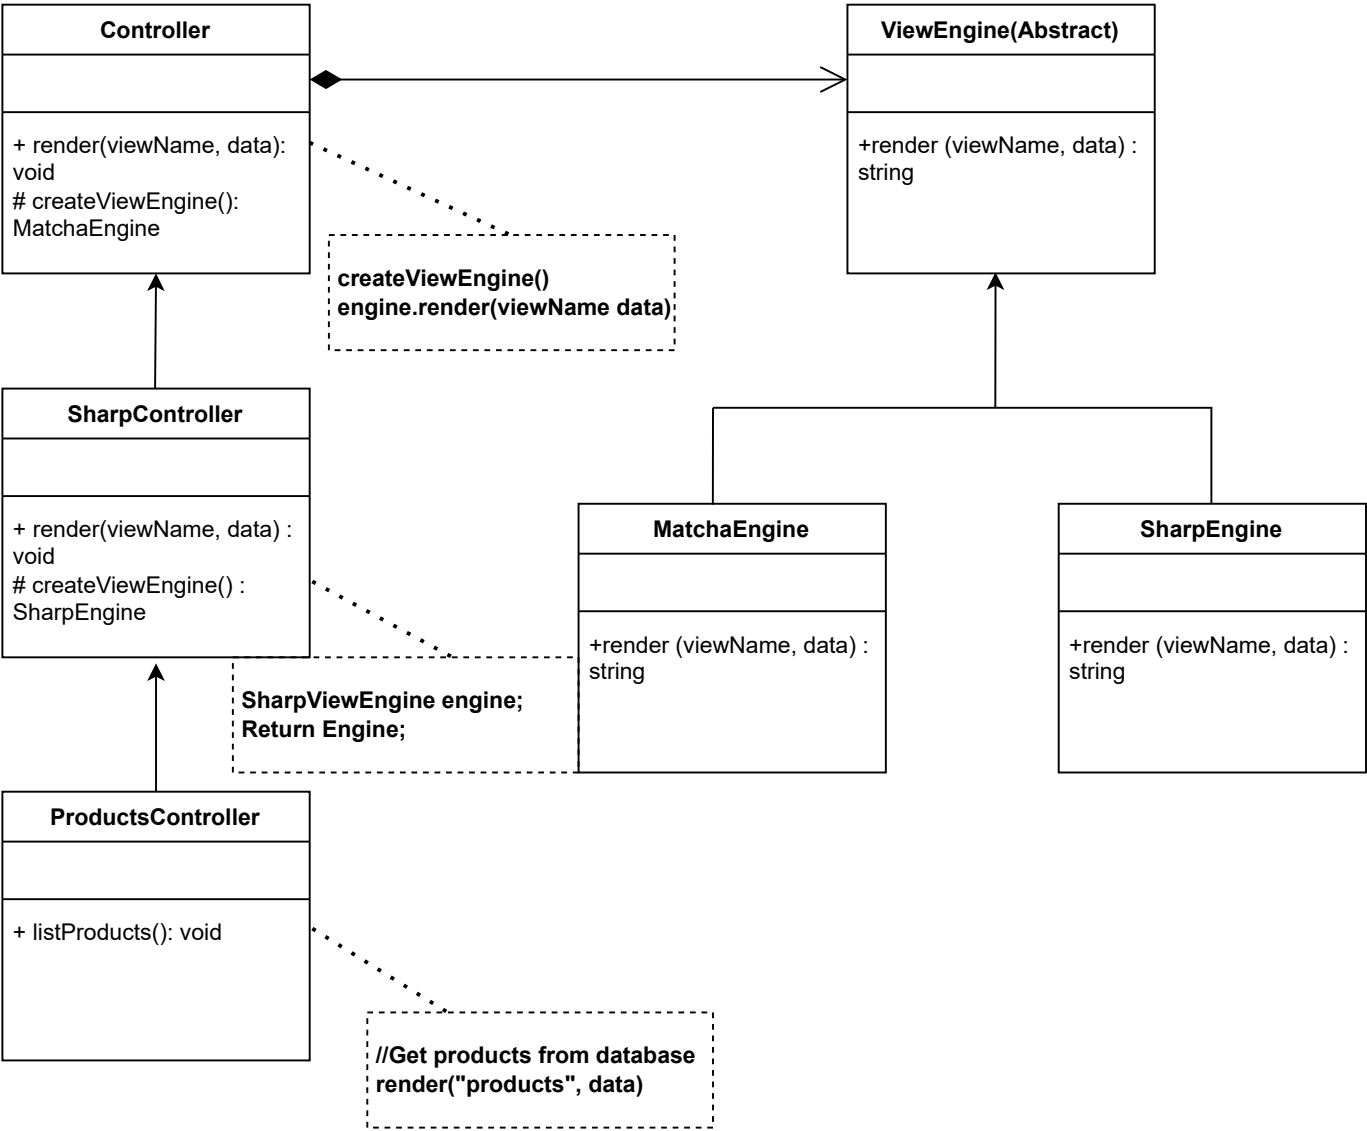 Controller
+ render(viewName, data):
void
# createViewEngine():
MatchaEngine
ViewEngine(Abstract)
+render (viewName, data) :
string
createViewEngine()
engine.render(viewName data)
SharpController
+ render(viewName, data) :
void
# createViewEngine() :
SharpEngine
SharpViewEngine engine;
Return Engine;
MatchaEngine
+render (viewName, data) :
string
SharpEngine
+render (viewName, data) :
string
ProductsController
+ listProducts(): void
//Get products from database
render("products", data)